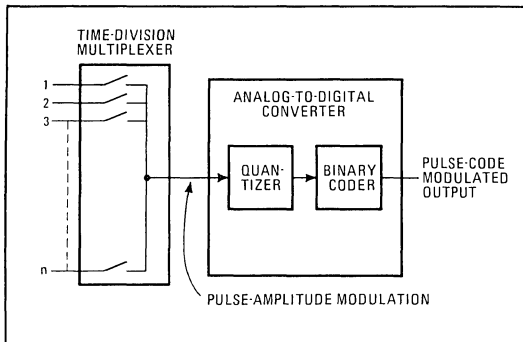 TIME-DIVISION
MULTIPLEXER
1
2
3
n
ANALOG-TO-DIGITAL
CONVERTER
QUAN-
TIZER
BINARY
CODER
PULSE-CODE
MODULATED
OUTPUT
PULSE-AMPLITUDE MODULATION